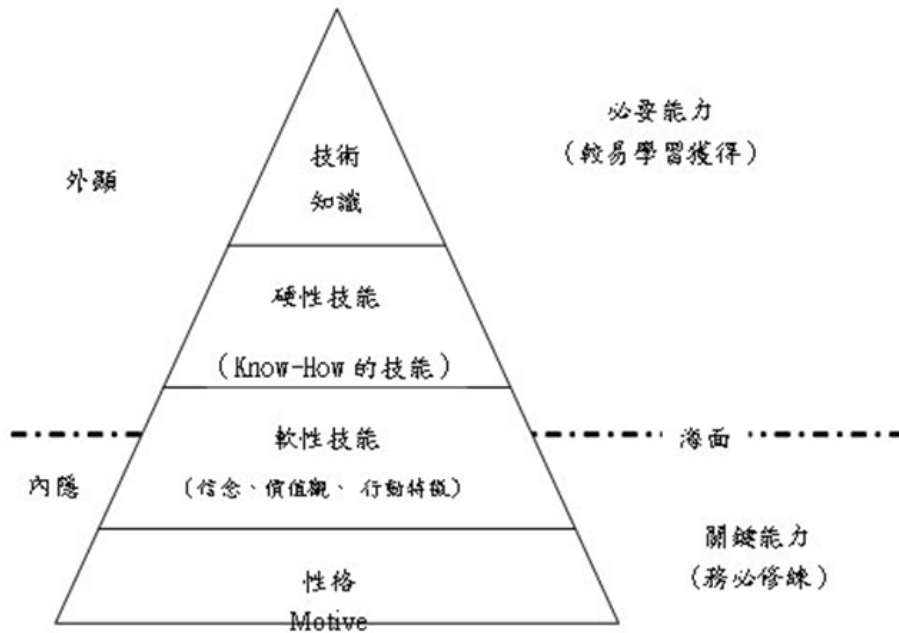 必要能力
（較易學習獲得）
外顯
技術
知識
硬性技能
（Know-How 的技能）
海面
軟性技能
內隱
（信念、價值觀、行動特徵）
關鍵能力
（務必修練）
性格
Motive